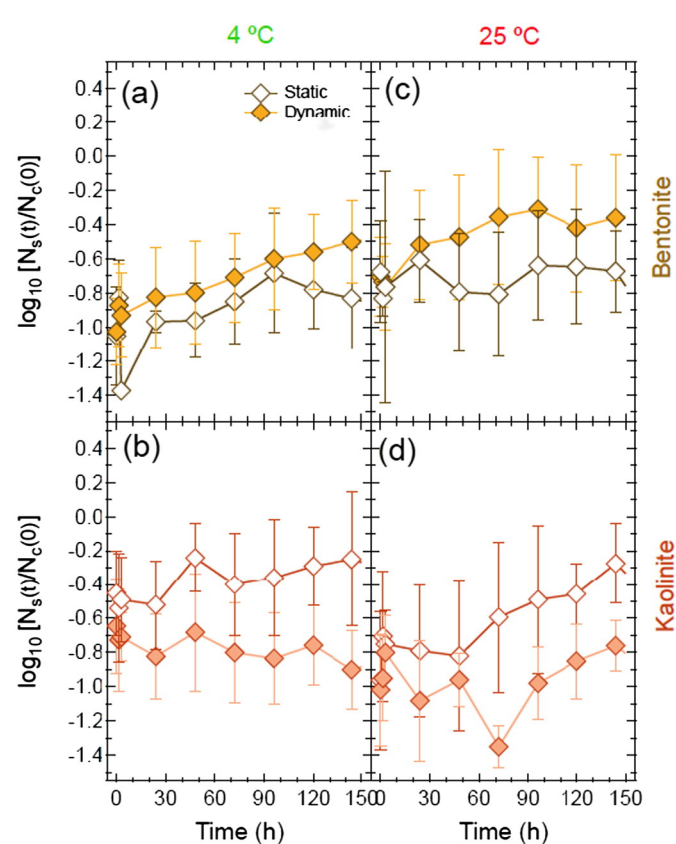 4 ºC
25 ºC
(a)
Static
Dynamic
(c)
0.4
0.2
0.0
-0.2
-0.4
-0.6
-0.8
-1.0
-1.2
-1.4
log10 [Ns(t)/Nc(0)]
Bentonite
(b)
(d)
0.4
0.2
0.0
-0.2
-0.4
-0.6
-0.8
-1.0
-1.2
-1.4
log10 [Ns(t)/Nc(0)]
Kaolinite
0 30 60 90 120 150 0 30 60 90 120 150
Time (h)
Time (h)